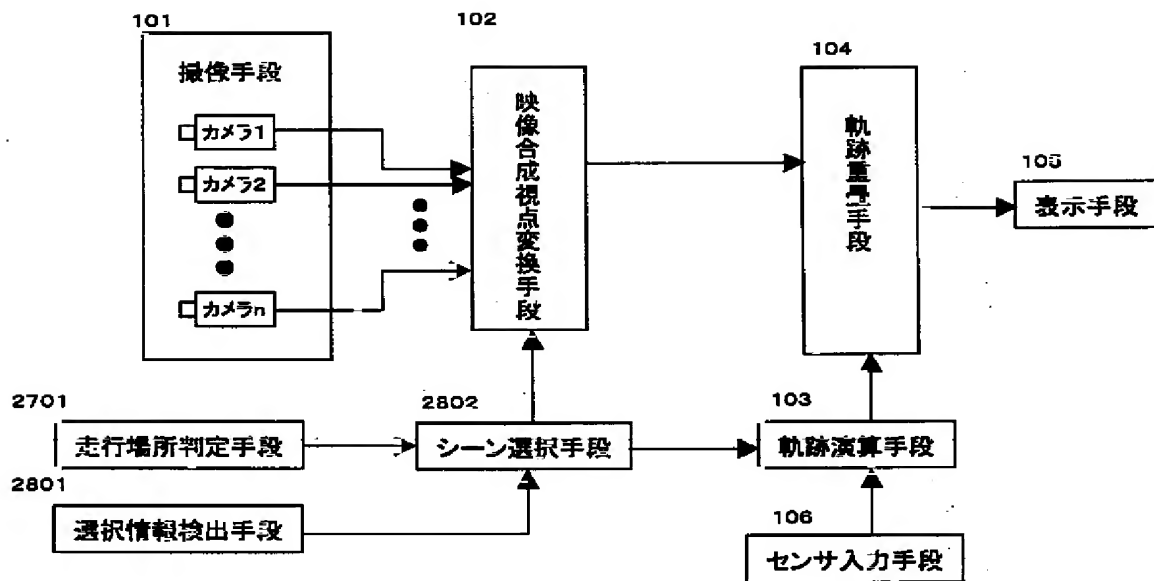 101
撮像手段
カメラ1
カメラ2
カメラn
102
映像合成視点変換手段
104
軌跡重畳手段
105
表示手段
2701
走行場所判定手段
2802
シーン選択手段
103
軌跡演算手段
2801
選択情報検出手段
106
センサ入力手段